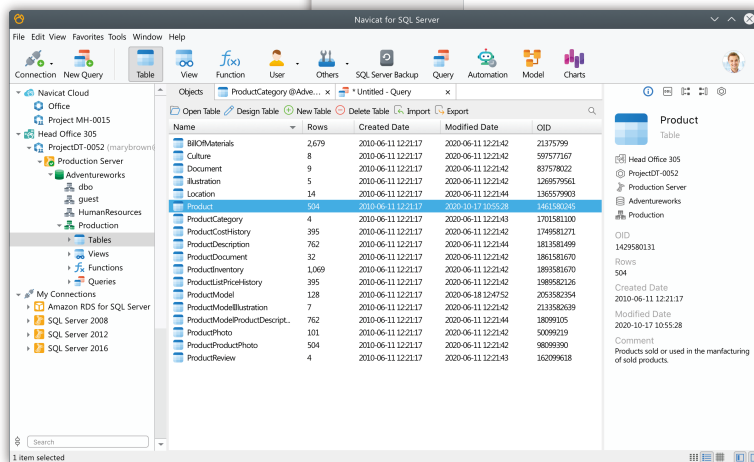 Navicat for SQL Server
File Edit View Favorites Tools Window Help
Connection New Query Table View Function User Others SQL Server Backup Query Automation Model Charts
Navicat Cloud
Office
Project MH-0015
Head Office 305
ProjectDT-0052 (marybrown)
Production Server
Adventureworks
dbo
guest
HumanResources
Production
Tables
Views
Functions
Queries
My Connections
Amazon RDS for SQL Server
SQL Server 2008
SQL Server 2012
SQL Server 2016
Search
1 item selected
Objects ProductCategory @Adve... × * Untitled - Query ×
Open Table Design Table New Table Delete Table Import Export
Name Rows Created Date Modified Date OID
BillOfMaterials 2,679 2010-06-11 12:21:17 2020-06-11 12:21:42 21375799
Culture 8 2010-06-11 12:21:17 2020-06-11 12:21:42 597577167
Document 9 2010-06-11 12:21:17 2020-06-11 12:21:42 837578022
illustration 5 2010-06-11 12:21:17 2020-06-11 12:21:42 1269579561
Location 14 2010-06-11 12:21:17 2020-06-11 12:21:44 1365579903
Product 504 2010-06-11 12:21:17 2020-10-17 10:55:28 1461580245
ProductCategory 4 2010-06-11 12:21:17 2020-06-11 12:21:43 1701581100
ProductCostHistory 395 2010-06-11 12:21:17 2020-06-11 12:21:42 1749581271
ProductDescription 762 2010-06-11 12:21:17 2020-06-11 12:21:44 1813581499
ProductDocument 32 2010-06-11 12:21:17 2020-06-11 12:21:42 1861581670
ProductInventory 1,069 2010-06-11 12:21:17 2020-06-11 12:21:42 1893581670
ProductListPriceHistory 395 2010-06-11 12:21:17 2020-06-11 12:21:42 1989582126
ProductModel 128 2010-06-11 12:21:17 2020-06-18 12:47:52 2053582354
ProductModelIllustration 7 2010-06-11 12:21:17 2020-06-11 12:21:42 2133582639
ProductModelProductDescript.. 762 2010-06-11 12:21:17 2020-06-11 12:21:44 18099105
ProductPhoto 101 2010-06-11 12:21:17 2020-06-11 12:21:42 50099219
ProductProductPhoto 504 2010-06-11 12:21:17 2020-06-11 12:21:42 98099390
ProductReview 4 2010-06-11 12:21:17 2020-06-11 12:21:43 162099618
Product
Table
Head Office 305
ProjectDT-0052
Production Server
Adventureworks
Production
OID
1429580131
Rows
504
Created Date
2010-06-11 12:21:17
Modified Date
2020-10-17 10:55:28
Comment
Products sold or used in the manfacturing
of sold products.